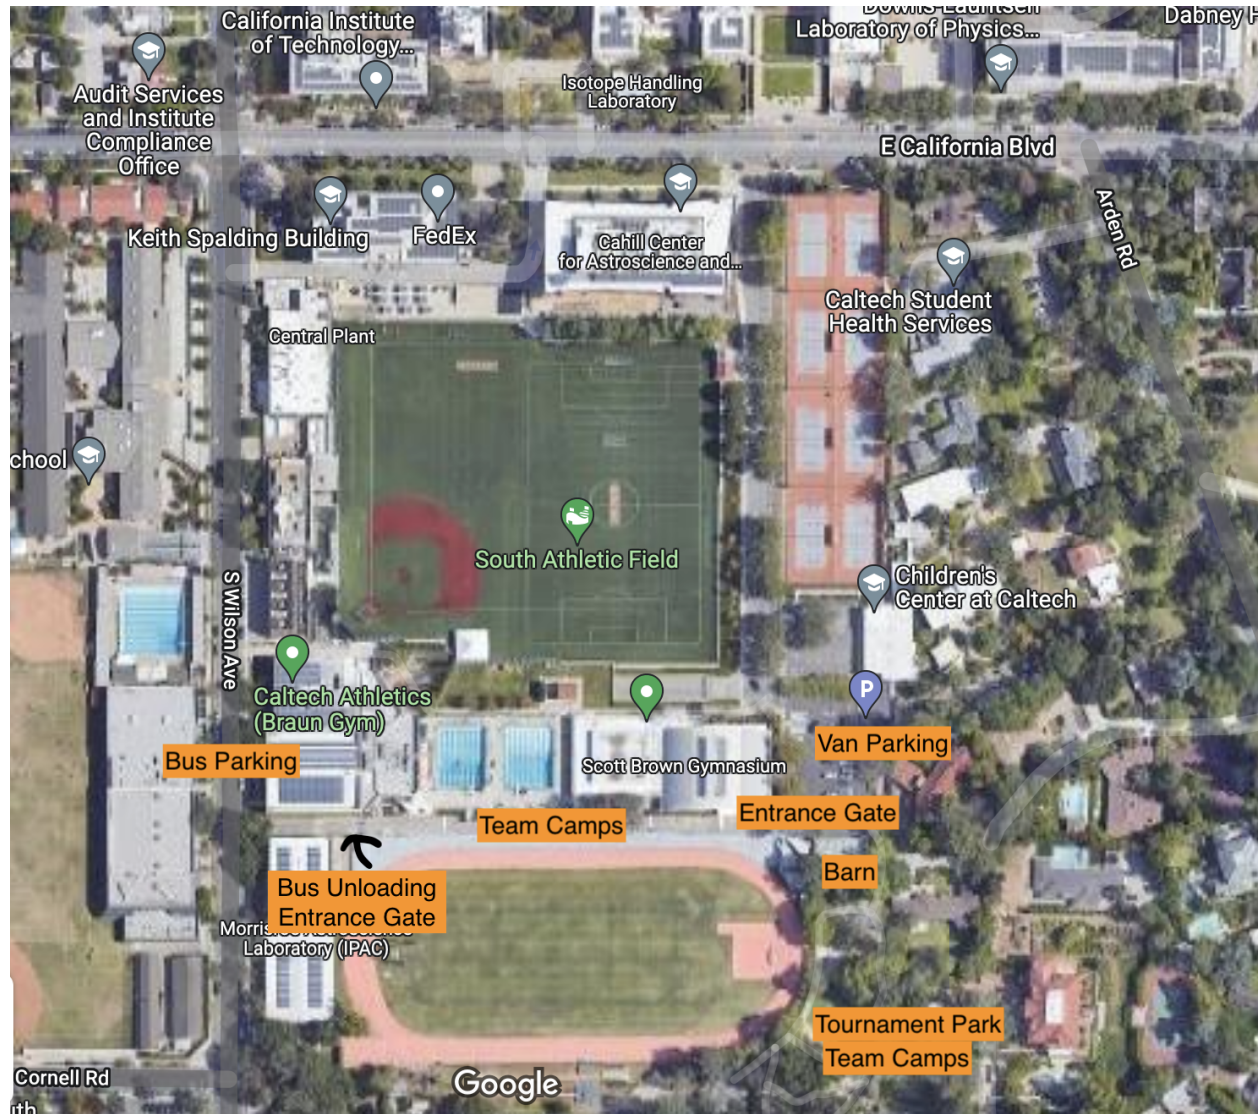 California Institute
of Technology...
Laboratory of Physics...
Dabney
Isotope Handling
Laboratory
Audit Services
and Institute
Compliance
Office
E California Blvd
Arden Rd
Keith Spalding Building
FedEx
Cahill Center
for Astroscience and...
Caltech Student
Health Services
Central Plant
chool
South Athletic Field
Children's
Center at Caltech
S Wilson Ave
Caltech Athletics
(Braun Gym)
P
Van Parking
Bus Parking
Scott Brown Gymnasium
Entrance Gate
Team Camps
Barn
Bus Unloading
Entrance Gate
Laboratory (IPAC)
Tournament Park
Team Camps
Cornell Rd
Google